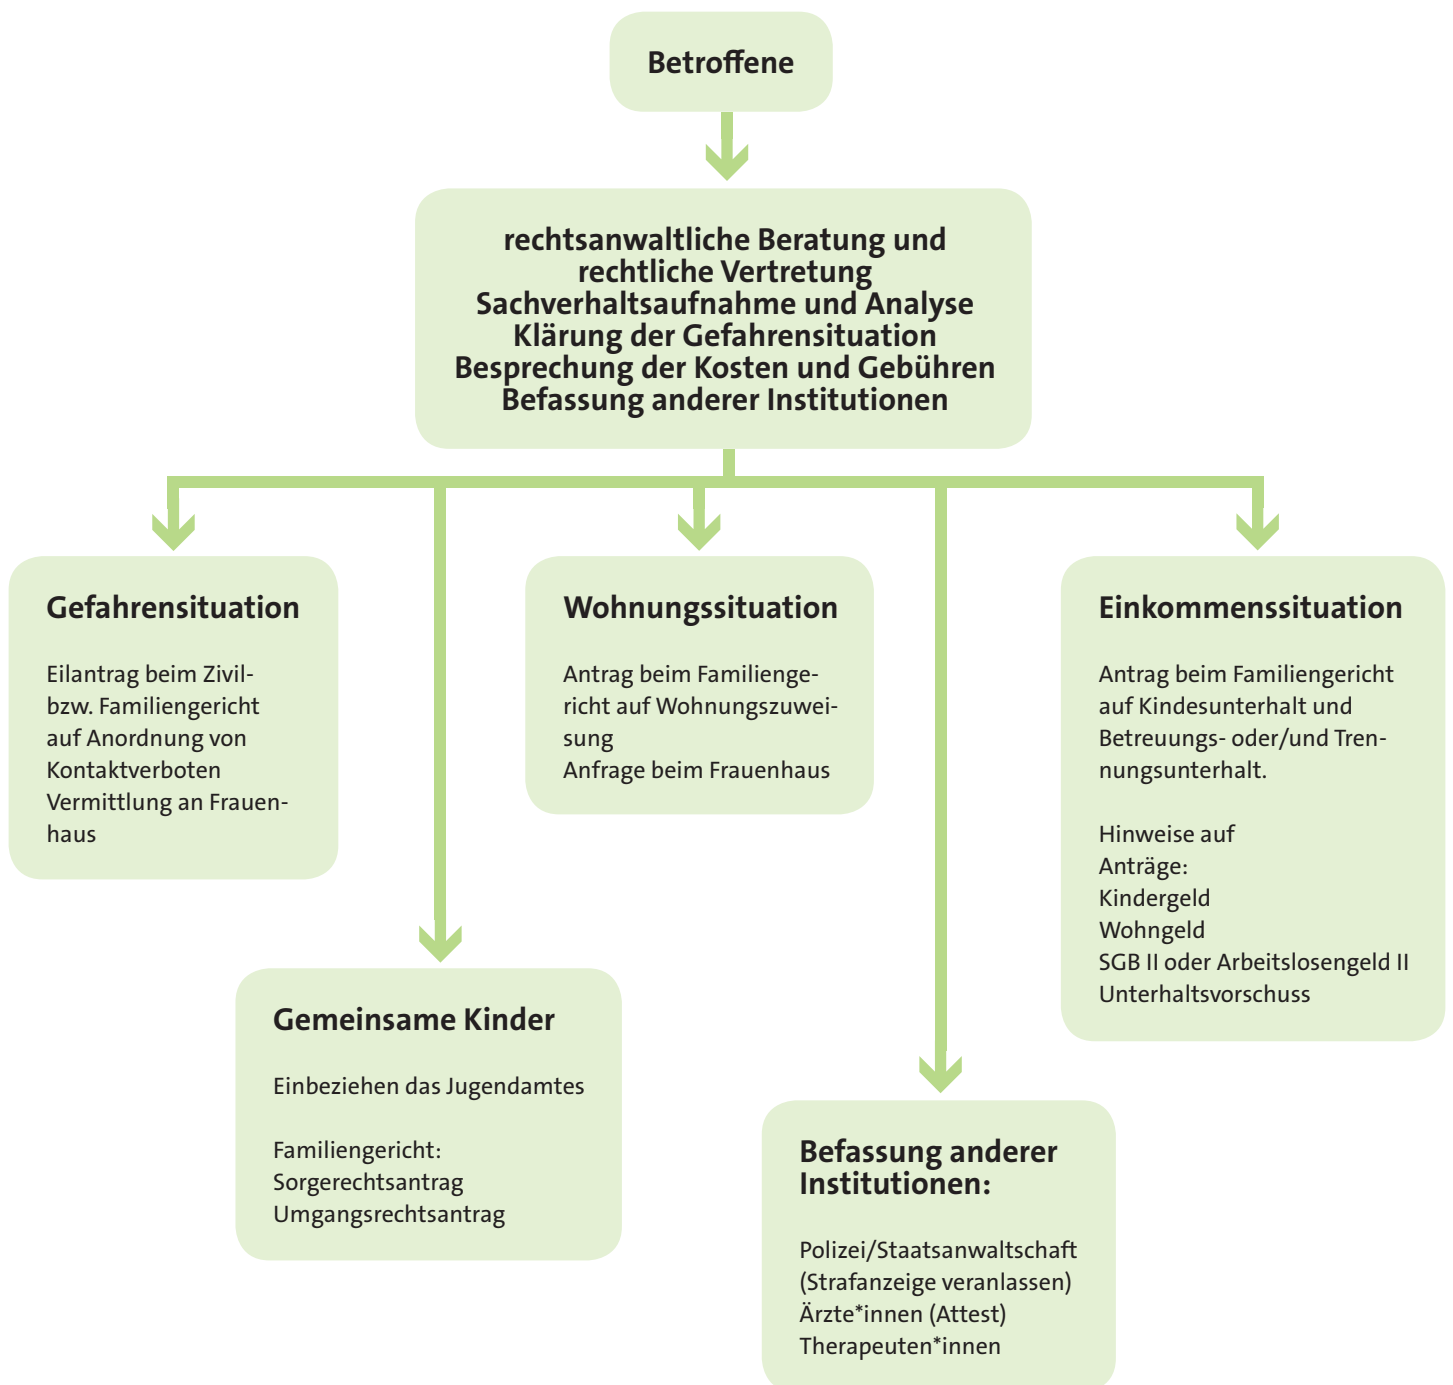 Betroffene
rechtsanwaltliche Beratung und
rechtliche Vertretung
Sachverhaltsaufnahme und Analyse
Klärung der Gefahrensituation
Besprechung der Kosten und Gebühren
Befassung anderer Institutionen
Gefahrensituation
Eilantrag beim Zivil-
bzw. Familiengericht
auf Anordnung von
Kontaktverboten
Vermittlung an Frauen-
haus
Wohnungssituation
Antrag beim Familienge-
richt auf Wohnungszuwei-
sung
Anfrage beim Frauenhaus
Einkommenssituation
Antrag beim Familiengericht
auf Kindesunterhalt und
Betreuungs- oder/und Tren-
nungsunterhalt.
Hinweise auf
Anträge:
Kindergeld
Wohngeld
SGB II oder Arbeitslosengeld II
Unterhaltsvorschuss
Gemeinsame Kinder
Einbeziehen das Jugendamtes
Familiengericht:
Sorgerechtsantrag
Umgangsrechtsantrag
Befassung anderer
Institutionen:
Polizei/Staatsanwaltschaft
(Strafanzeige veranlassen)
Ärzte*innen (Attest)
Therapeuten*innen